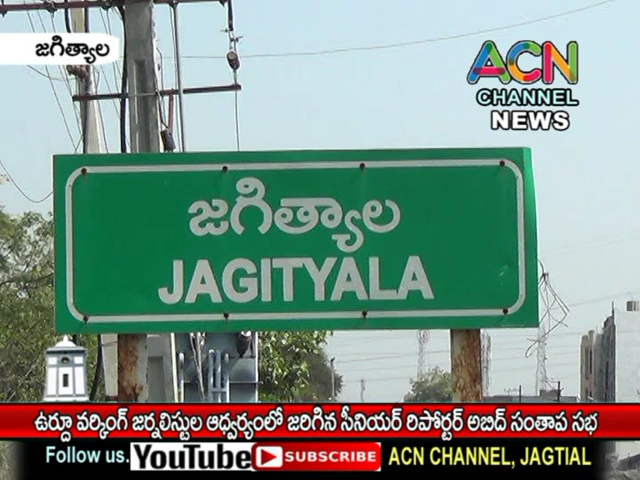 జగిత్యాల
ACN
CHANNEL
NEWS
జగిత్యాల
JAGITYALA
ఉర్దూ వర్కింగ్ జర్నలిస్టుల ఆధ్వర్యంలో జరిగిన సీనియర్ రిపోర్టర్ అబిద్ సంతాప సభ
Follow us. YouTube SUBSCRIBE ACN CHANNEL, JAGTIAL